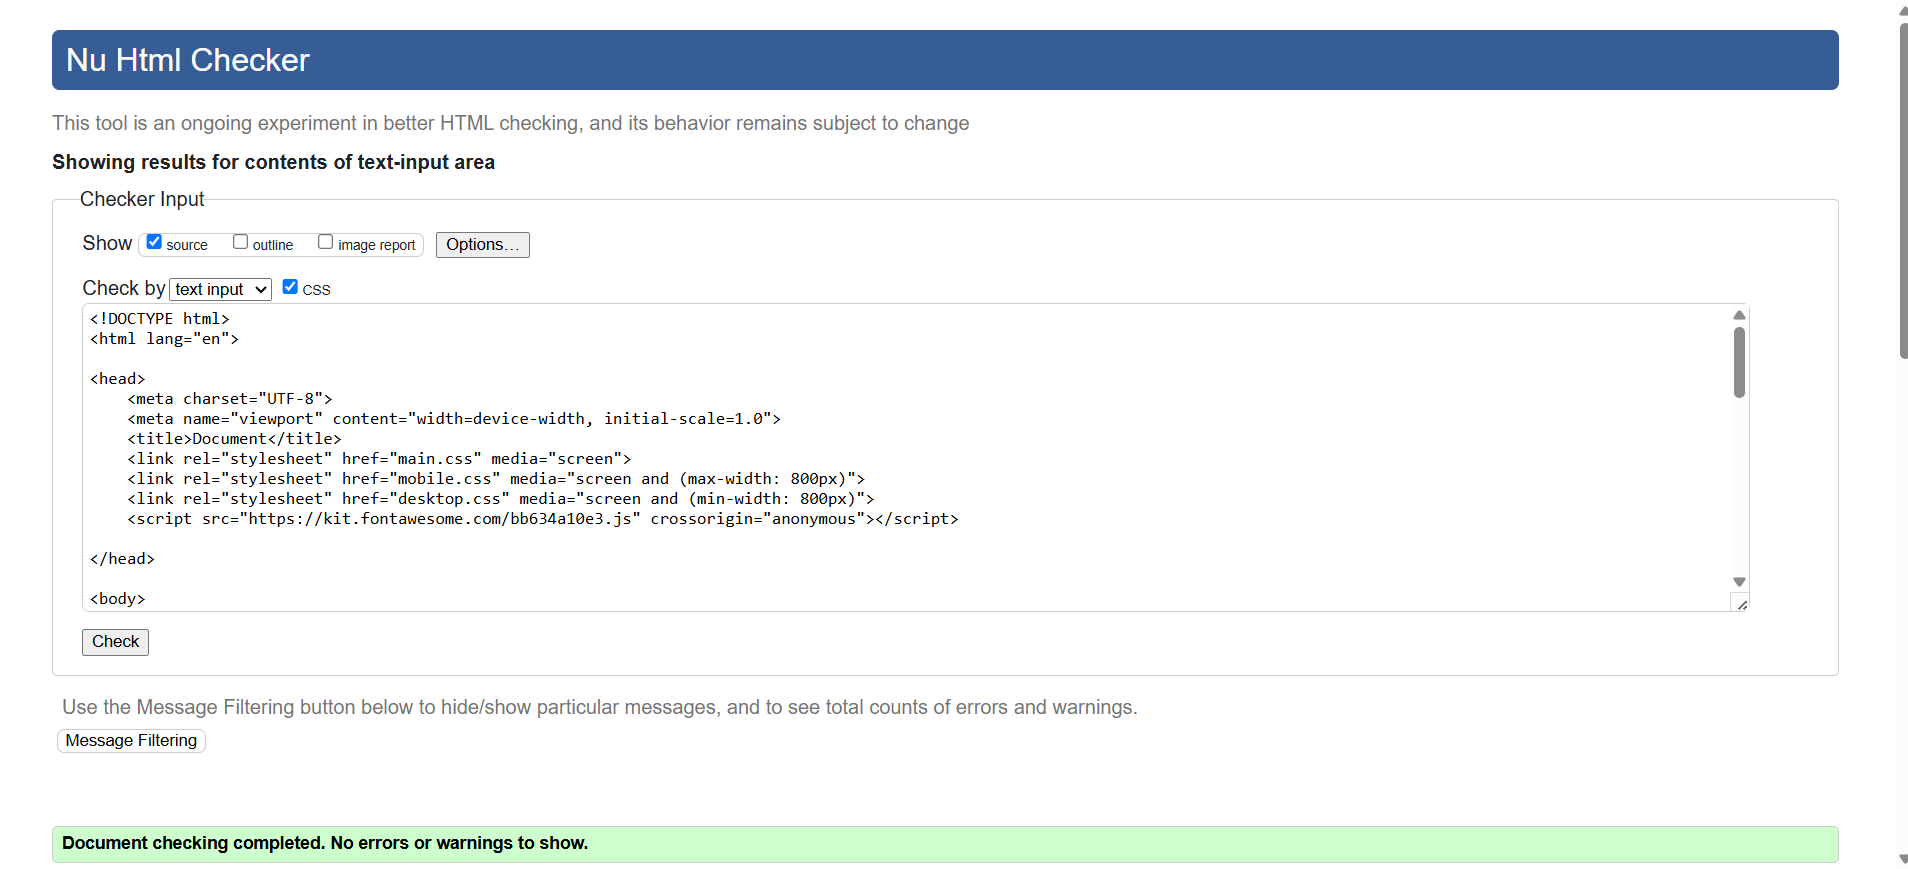 Nu Html Checker
This tool is an ongoing experiment in better HTML checking, and its behavior remains subject to change
Showing results for contents of text-input area
Checker Input
Show source outline image report Options...
Check by text input CSS
<!DOCTYPE html>
<html lang="en">
<head>
    <meta charset="UTF-8">
    <meta name="viewport" content="width=device-width, initial-scale=1.0">
    <title>Document</title>
    <link rel="stylesheet" href="main.css" media="screen">
    <link rel="stylesheet" href="mobile.css" media="screen and (max-width: 800px)">
    <link rel="stylesheet" href="desktop.css" media="screen and (min-width: 800px)">
    <script src="https://kit.fontawesome.com/bb634a10e3.js" crossorigin="anonymous"></script>
</head>
<body>
Check
Use the Message Filtering button below to hide/show particular messages, and to see total counts of errors and warnings.
Message Filtering
Document checking completed. No errors or warnings to show.